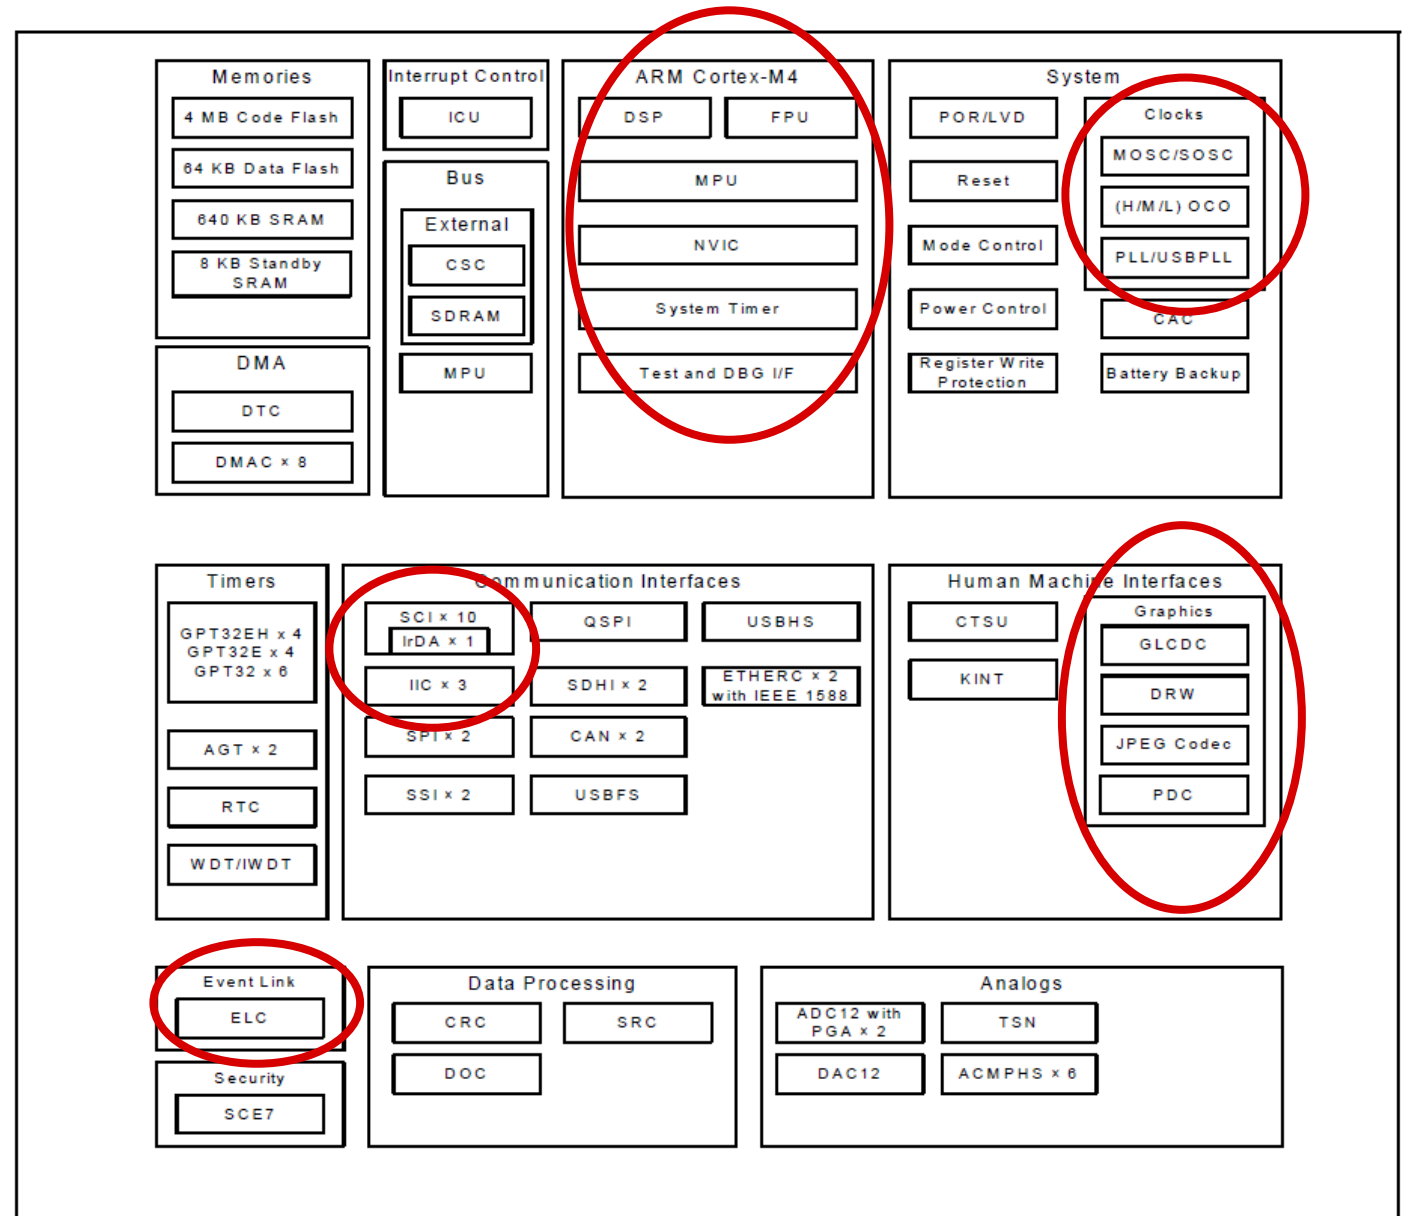 Memories
4 MB Code Flash
64 KB Data Flash
640 KB SRAM
8 KB Standby
SRAM
DMA
DTC
DMAC × 8
Interrupt Control
ICU
Bus
External
CSC
SDRAM
MPU
ARM Cortex-M4
DSP
FPU
MPU
NVIC
System Timer
Test and DBG I/F
System
POR/LVD
Reset
Mode Control
Power Control
Register Write
Protection
Clocks
MOSC/SOSC
(H/M/L) OCO
PLL/USBPLL
CAC
Battery Backup
Timers
GPT32EH x 4
GPT32E x 4
GPT32 x 6
AGT × 2
RTC
WDT/IWDT
Communication Interfaces
SCI × 10
IrDA × 1
IIC × 3
SPI × 2
SSI × 2
QSPI
SDHI × 2
CAN × 2
USBFS
USBHS
ETHERC × 2
with IEEE 1588
Human Machine Interfaces
CTSU
KINT
Graphics
GLCDC
DRW
JPEG Codec
PDC
Event Link
ELC
Security
SCE7
Data Processing
CRC
SRC
DOC
Analogs
ADC12 with
PGA × 2
TSN
DAC12
ACMPHS × 6